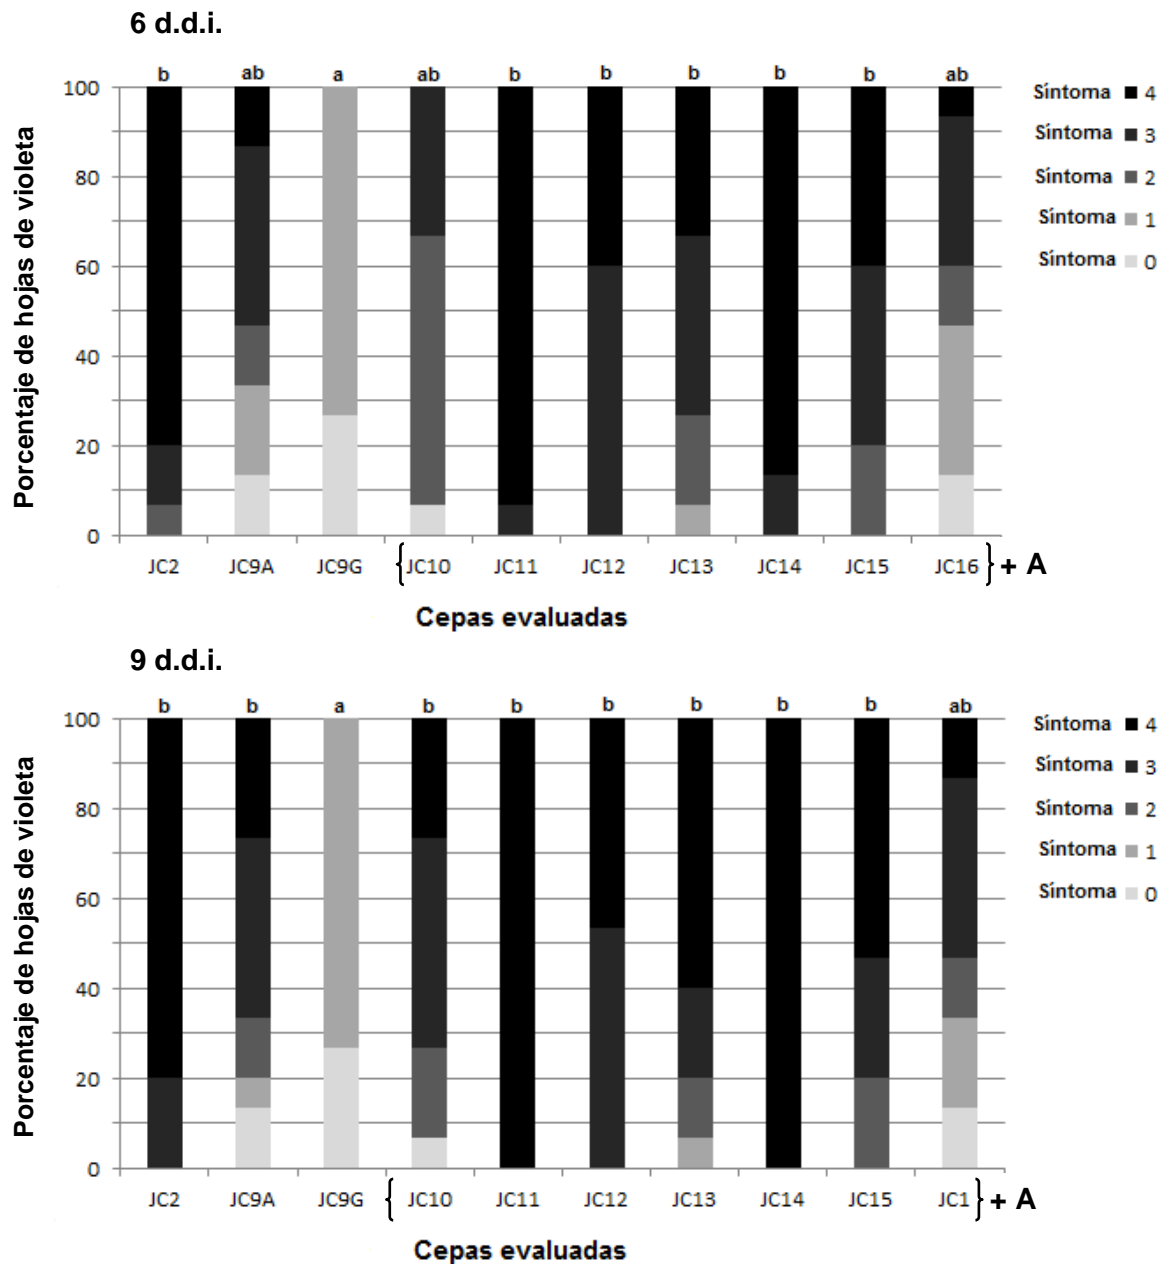 6 d.d.i.
b ab a ab b b b b b ab
Porcentaje de hojas de violeta
100
80
60
40
20
0
Síntoma 4
Síntoma 3
Síntoma 2
Síntoma 1
Síntoma 0
JC2 JC9A JC9G {JC10 JC11 JC12 JC13 JC14 JC15 JC16} + A
Cepas evaluadas
9 d.d.i.
b b a b b b b b b ab
Porcentaje de hojas de violeta
100
80
60
40
20
0
Síntoma 4
Síntoma 3
Síntoma 2
Síntoma 1
Síntoma 0
JC2 JC9A JC9G { JC10 JC11 JC12 JC13 JC14 JC15 JC1 } + A
Cepas evaluadas